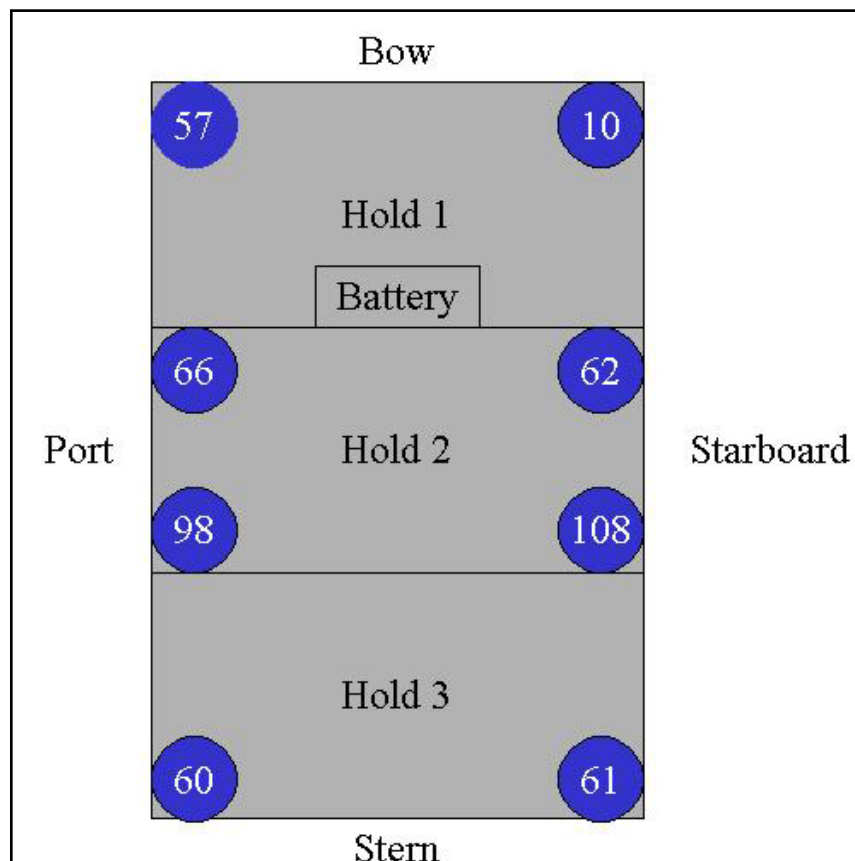 Bow
57 10
Hold 1
Battery
66 62
Port Hold 2 Starboard
98 108
Hold 3
60 61
Stern